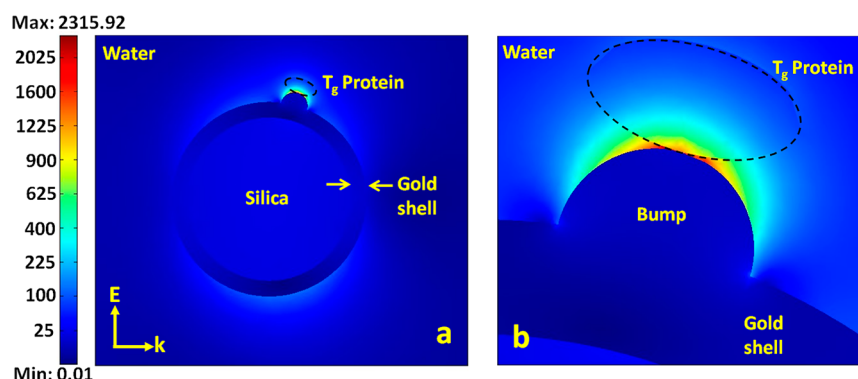 Max: 2315.92
2025
1600
1225
900
625
400
225
100
25
Min: 0.01
Water
Tg Protein
Silica
Gold
shell
E
k
a
Water
Tg Protein
Bump
Gold
shell
b